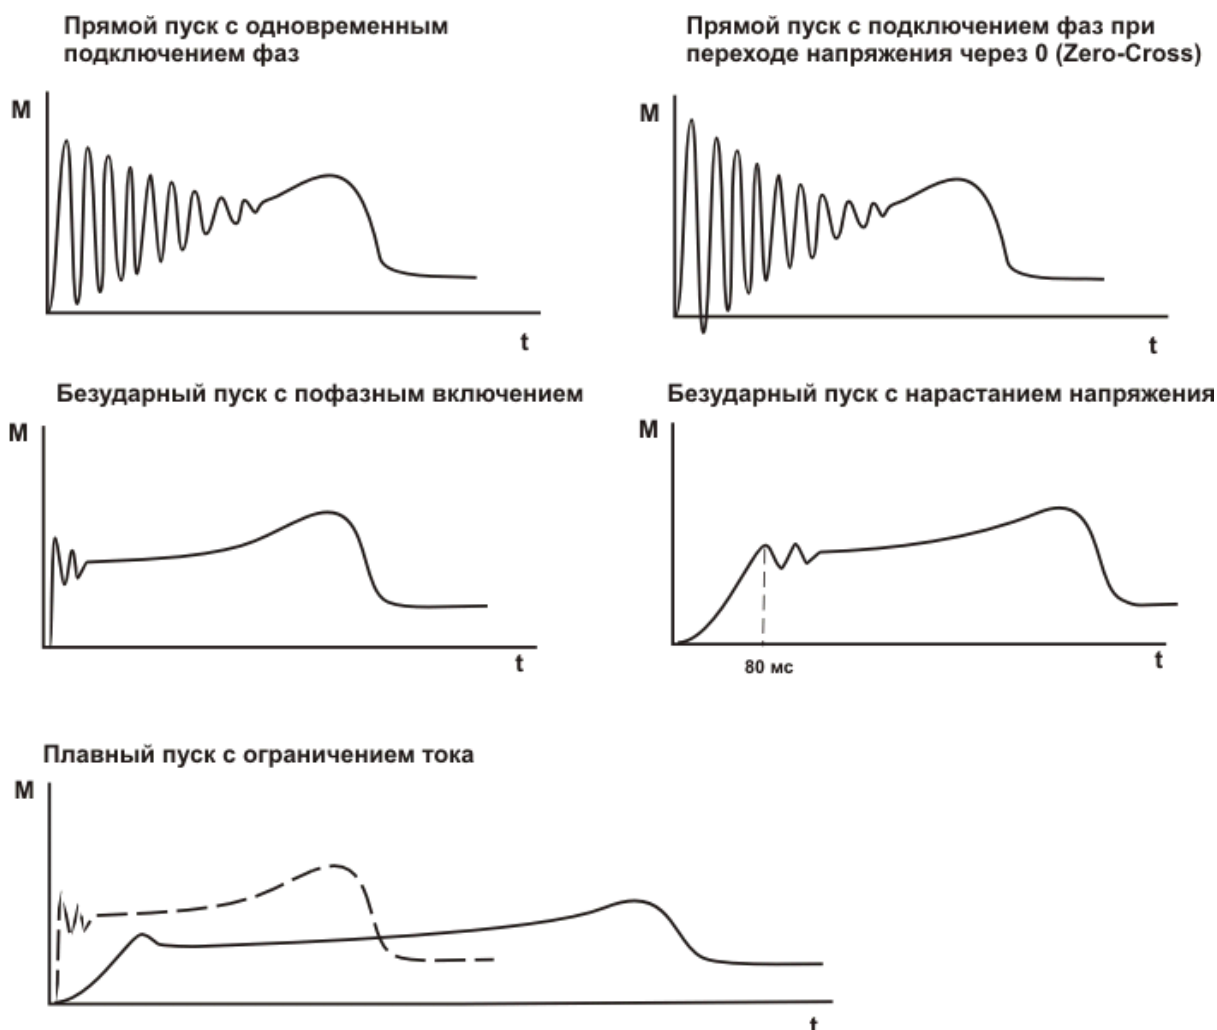 Прямой пуск с одновременным
подключением фаз
M
t
Прямой пуск с подключением фаз при
переходе напряжения через 0 (Zero-Cross)
M
t
Безударный пуск с пофазным включением
M
t
Безударный пуск с нарастанием напряжения
M
80 мс
t
Плавный пуск с ограничением тока
M
t